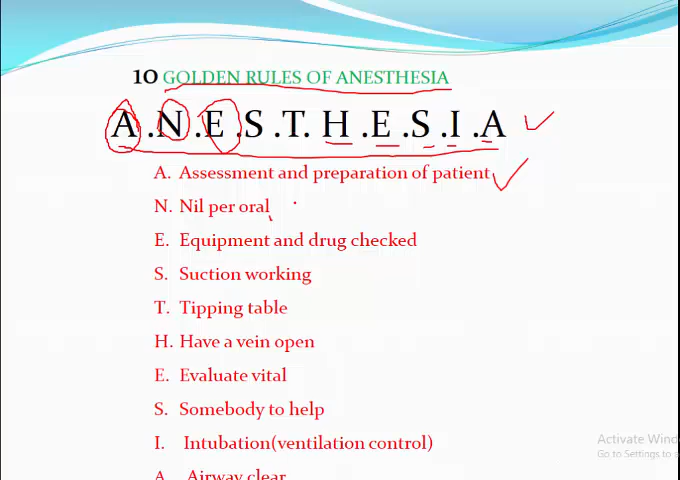 10 GOLDEN RULES OF ANESTHESIA
A .N .E .S .T. H .E .S .I .A
A. Assessment and preparation of patient
N. Nil per oral
E. Equipment and drug checked
S. Suction working
T. Tipping table
H. Have a vein open
E. Evaluate vital
S. Somebody to help
I. Intubation(ventilation control)
A. Airway clear
Activate Wind
Go to Settings to